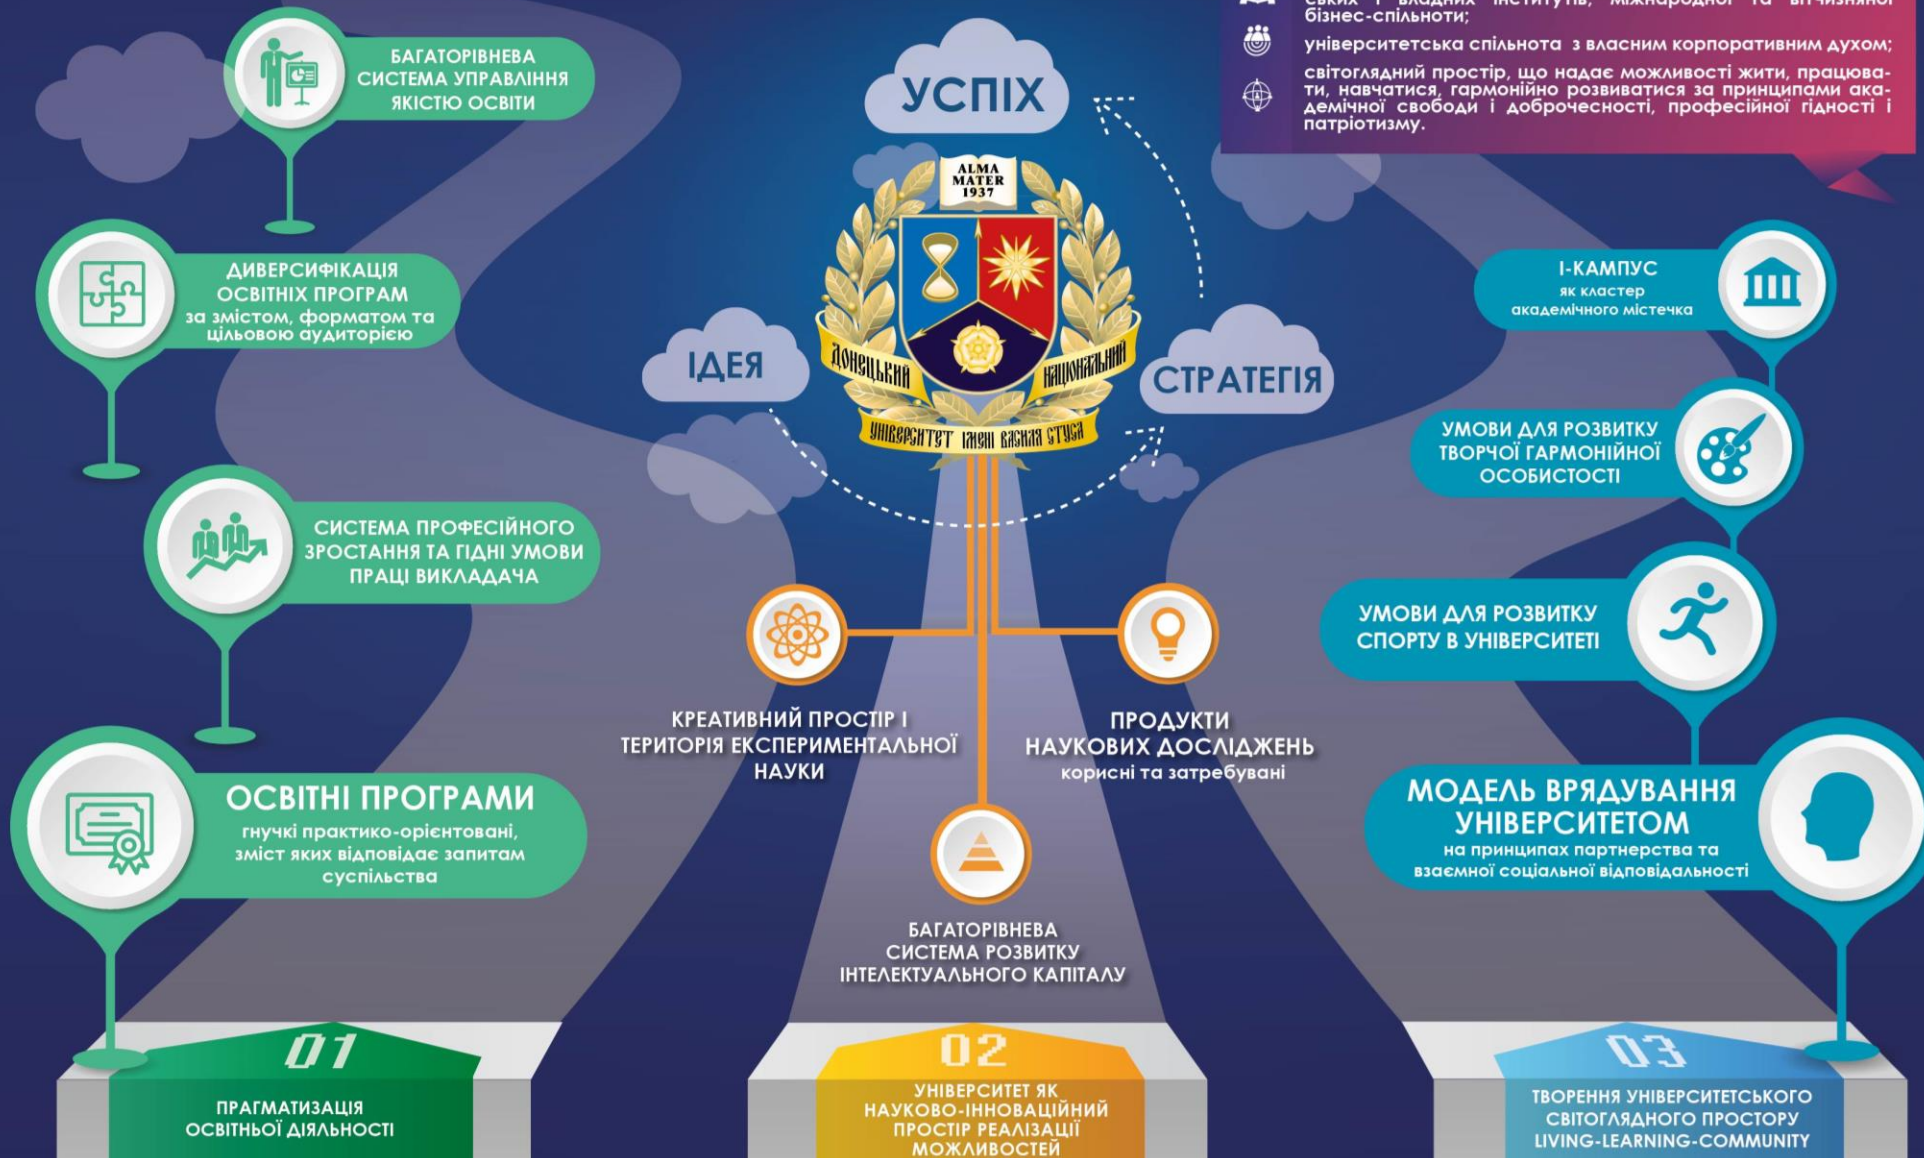 ських і владних інститутів, міжнародної та вітчизняної
бізнес-спільноти;
університетська спільнота з власним корпоративним духом;
світоглядний простір, що надає можливості жити, працюва-
ти, навчатися, гармонійно розвиватися за принципами ака-
демічної свободи і доброчесності, професійної гідності і
патріотизму.
УСПІХ
ІДЕЯ
СТРАТЕГІЯ
ALMA
MATER
1937
ДОНЕЦЬКИЙ
НАЦІОНАЛЬНИЙ
УНІВЕРСИТЕТ ІМЕНІ ВАСИЛЯ СТУСА
БАГАТОРІВНЕВА
СИСТЕМА УПРАВЛІННЯ
ЯКІСТЮ ОСВІТИ
ДИВЕРСИФІКАЦІЯ
ОСВІТНІХ ПРОГРАМ
за змістом, форматом та
цільовою аудиторією
СИСТЕМА ПРОФЕСІЙНОГО
ЗРОСТАННЯ ТА ГІДНІ УМОВИ
ПРАЦІ ВИКЛАДАЧА
ОСВІТНІ ПРОГРАМИ
гнучкі практико-орієнтовані,
зміст яких відповідає запитам
суспільства
01
ПРАГМАТИЗАЦІЯ
ОСВІТНЬОЇ ДІЯЛЬНОСТІ
КРЕАТИВНИЙ ПРОСТІР І
ТЕРИТОРІЯ ЕКСПЕРИМЕНТАЛЬНОЇ
НАУКИ
ПРОДУКТИ
НАУКОВИХ ДОСЛІДЖЕНЬ
корисні та затребувані
БАГАТОРІВНЕВА
СИСТЕМА РОЗВИТКУ
ІНТЕЛЕКТУАЛЬНОГО КАПІТАЛУ
02
УНІВЕРСИТЕТ ЯК
НАУКОВО-ІННОВАЦІЙНИЙ
ПРОСТІР РЕАЛІЗАЦІЇ
МОЖЛИВОСТЕЙ
І-КАМПУС
як кластер
академічного містечка
УМОВИ ДЛЯ РОЗВИТКУ
ТВОРЧОЇ ГАРМОНІЙНОЇ
ОСОБИСТОСТІ
УМОВИ ДЛЯ РОЗВИТКУ
СПОРТУ В УНІВЕРСИТЕТІ
МОДЕЛЬ ВРЯДУВАННЯ
УНІВЕРСИТЕТОМ
на принципах партнерства та
взаємної соціальної відповідальності
03
ТВОРЕННЯ УНІВЕРСИТЕТСЬКОГО
СВІТОГЛЯДНОГО ПРОСТОРУ
LIVING-LEARNING-COMMUNITY